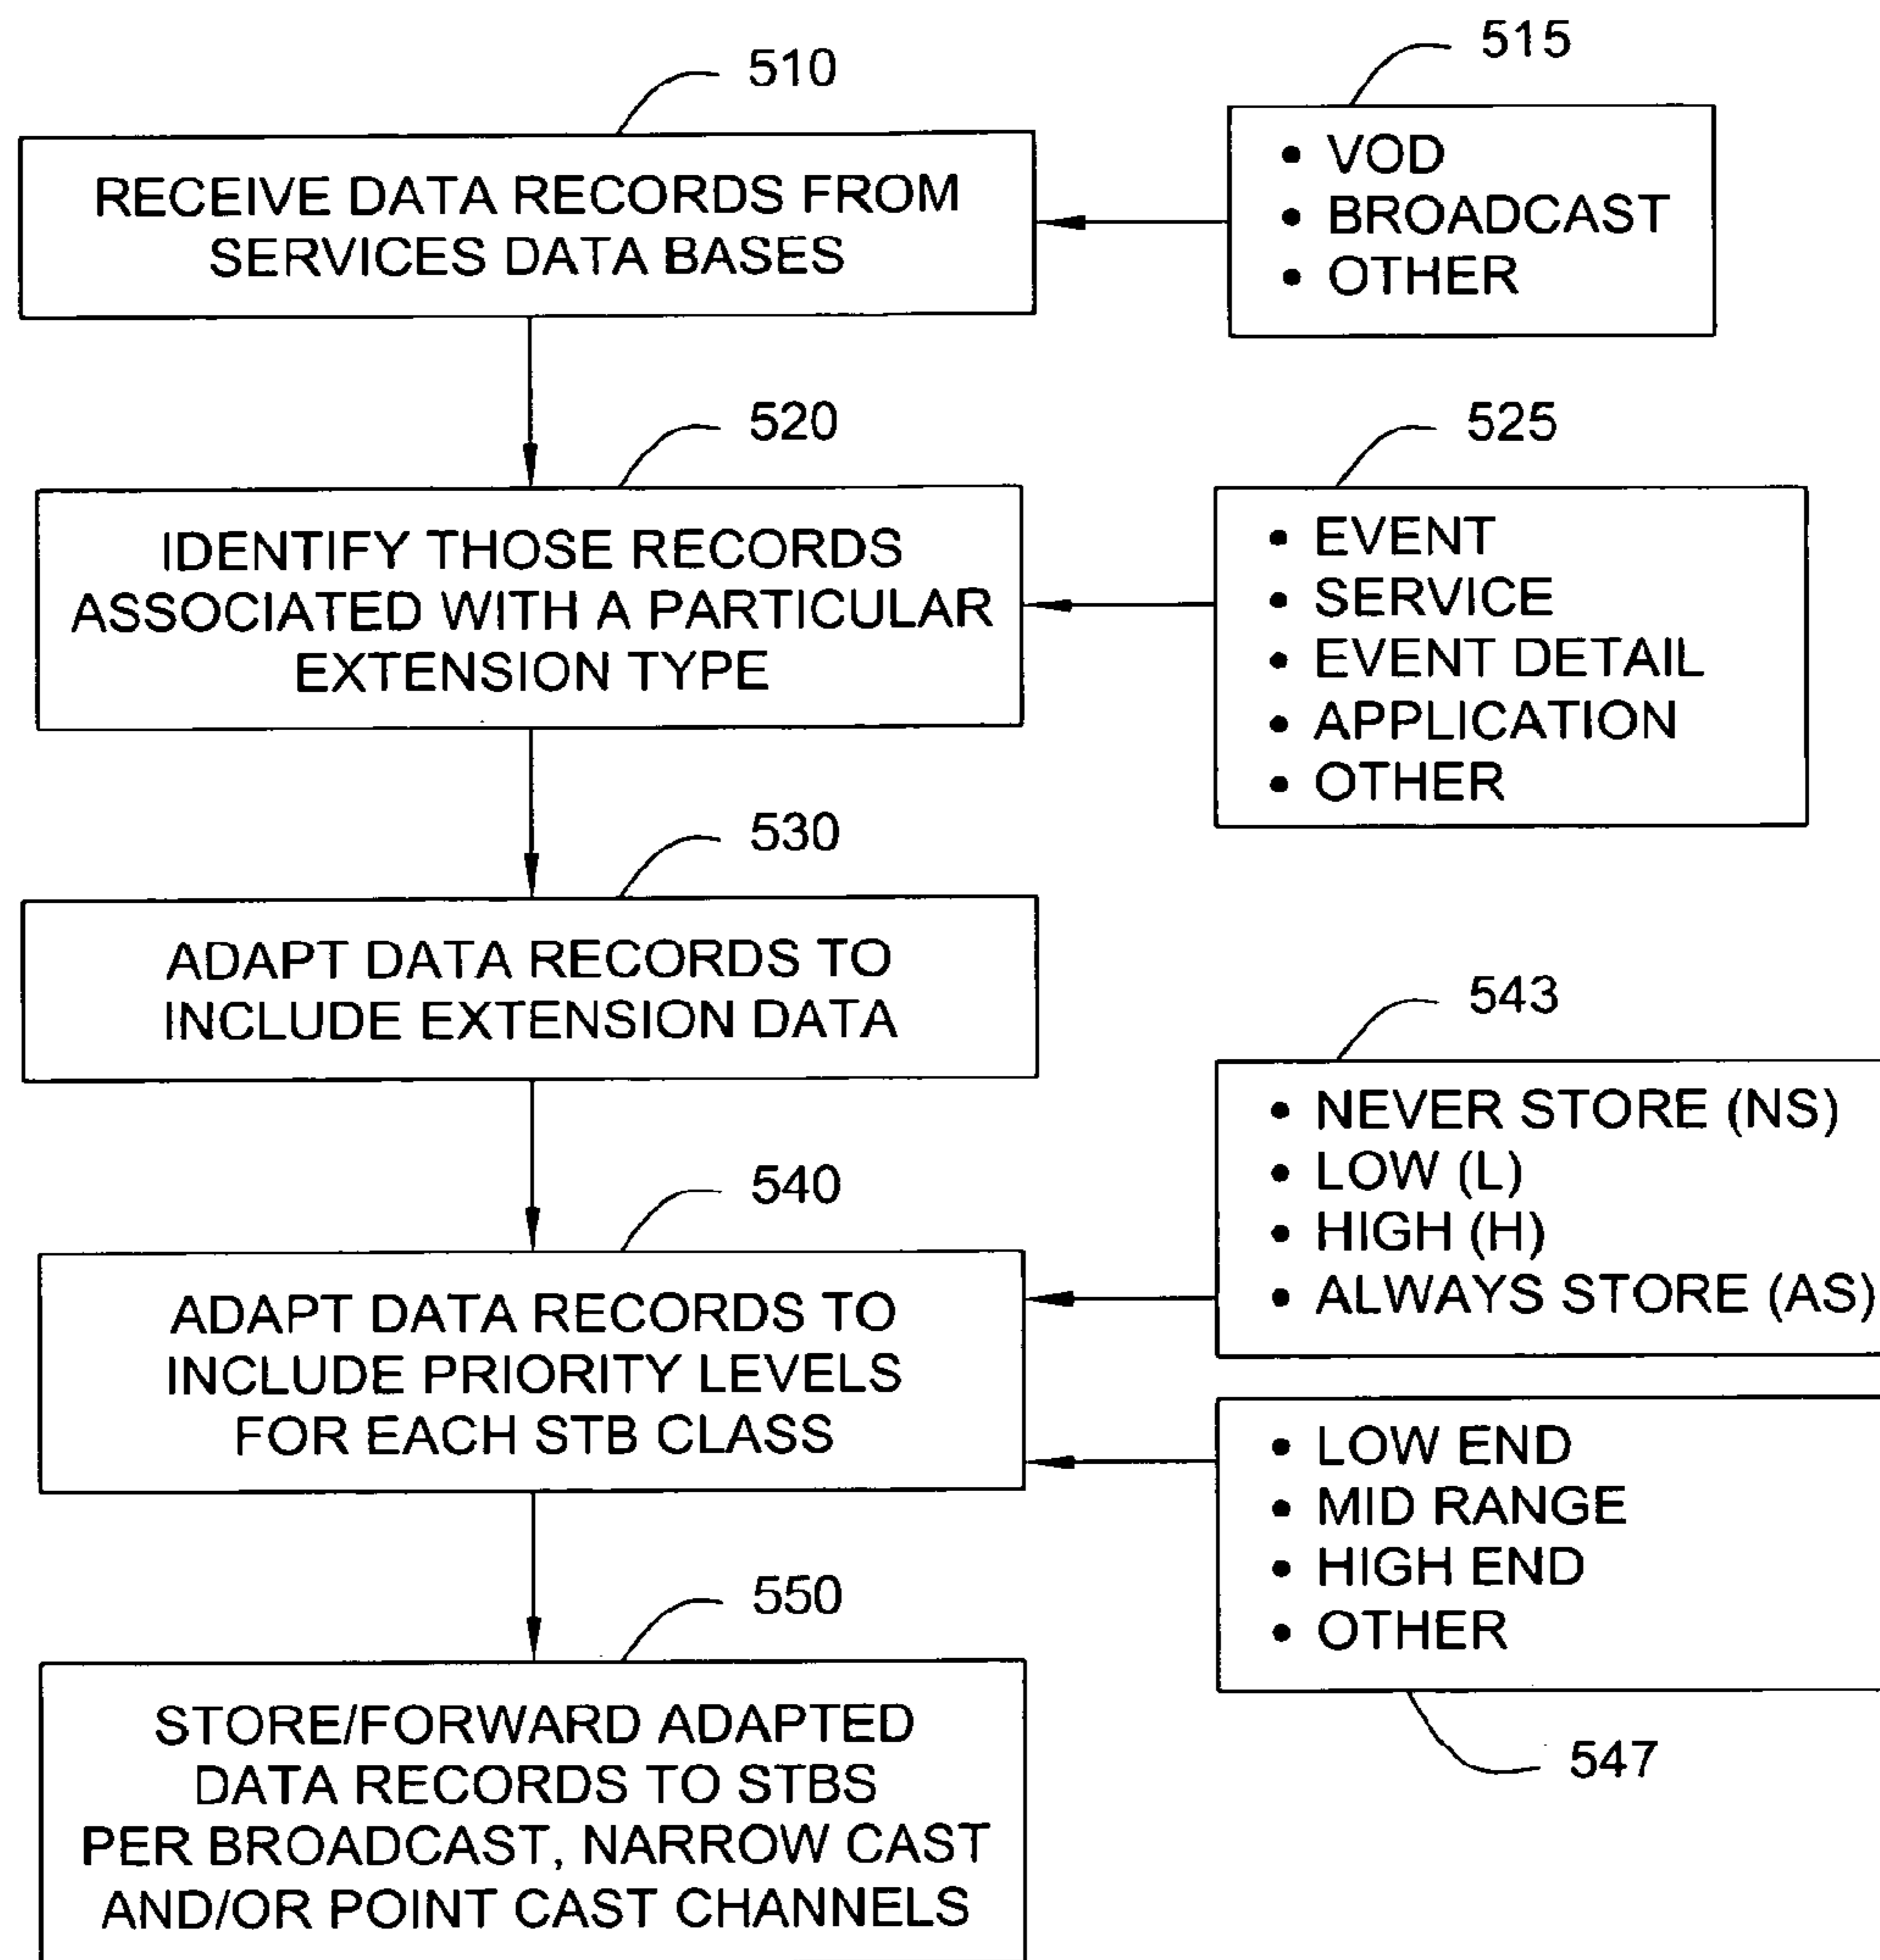 510
RECEIVE DATA RECORDS FROM
SERVICES DATA BASES
515
• VOD
• BROADCAST
• OTHER
520
IDENTIFY THOSE RECORDS
ASSOCIATED WITH A PARTICULAR
EXTENSION TYPE
525
• EVENT
• SERVICE
• EVENT DETAIL
• APPLICATION
• OTHER
530
ADAPT DATA RECORDS TO
INCLUDE EXTENSION DATA
540
ADAPT DATA RECORDS TO
INCLUDE PRIORITY LEVELS
FOR EACH STB CLASS
543
• NEVER STORE (NS)
• LOW (L)
• HIGH (H)
• ALWAYS STORE (AS)
• LOW END
• MID RANGE
• HIGH END
• OTHER
547
550
STORE/FORWARD ADAPTED
DATA RECORDS TO STBS
PER BROADCAST, NARROW CAST
AND/OR POINT CAST CHANNELS